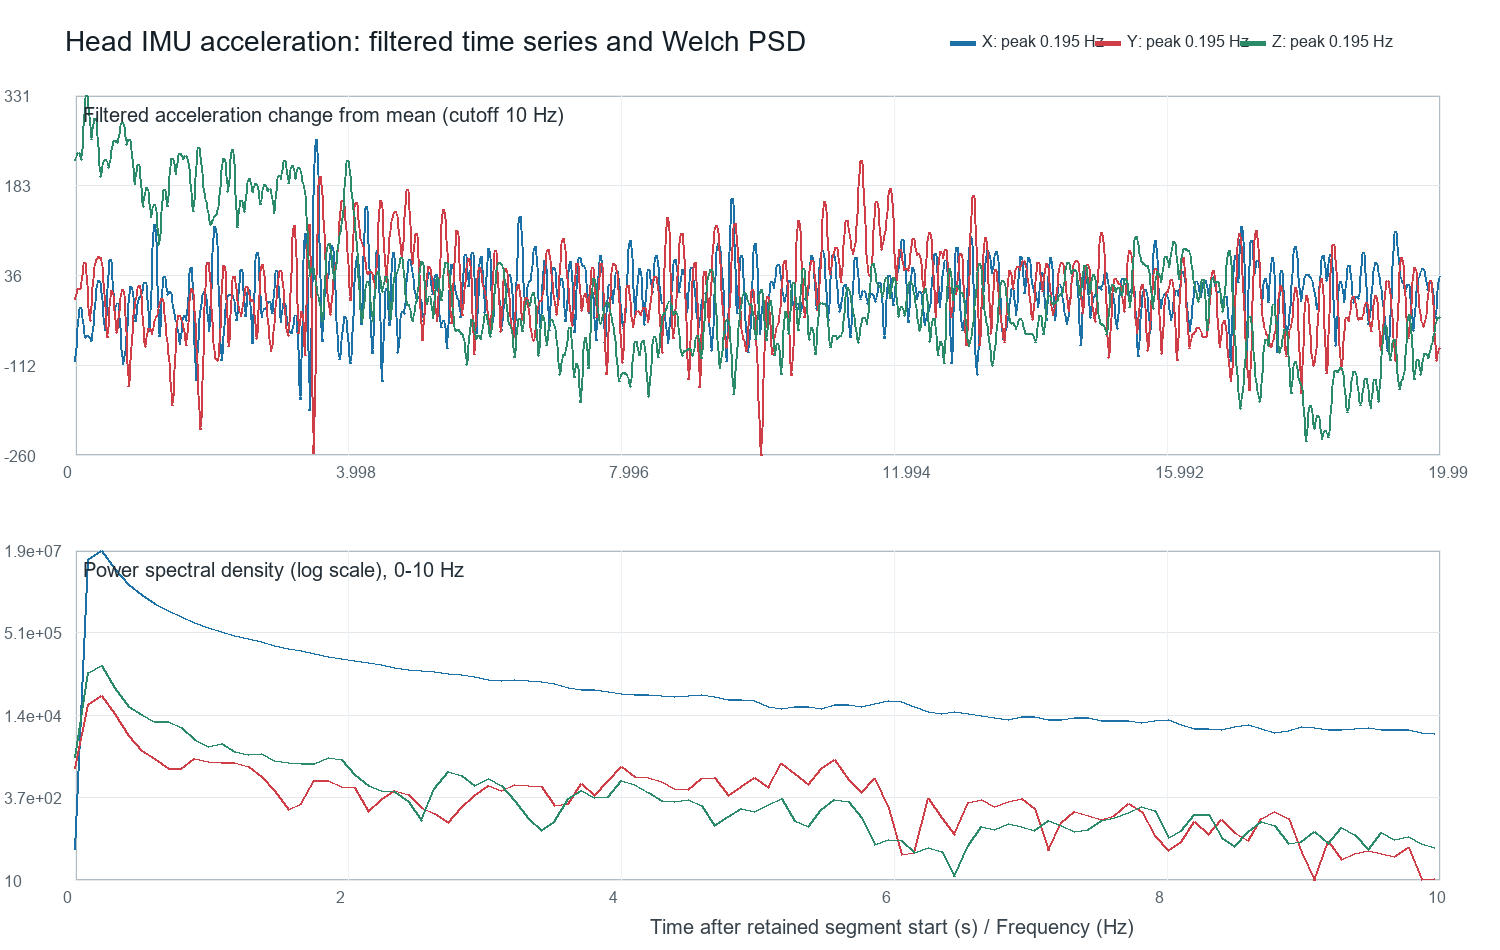 Head IMU acceleration: filtered time series and Welch PSD
X: peak 0.195 Hz
Y: peak 0.195 Hz
Z: peak 0.195 Hz
Filtered acceleration change from mean (cutoff 10 Hz)
331
183
36
-112
-260
0
3.998
7.996
11.994
15.992
19.99
Power spectral density (log scale), 0-10 Hz
1.9e+07
5.1e+05
1.4e+04
3.7e+02
10
0
2
4
6
8
10
Time after retained segment start (s) / Frequency (Hz)